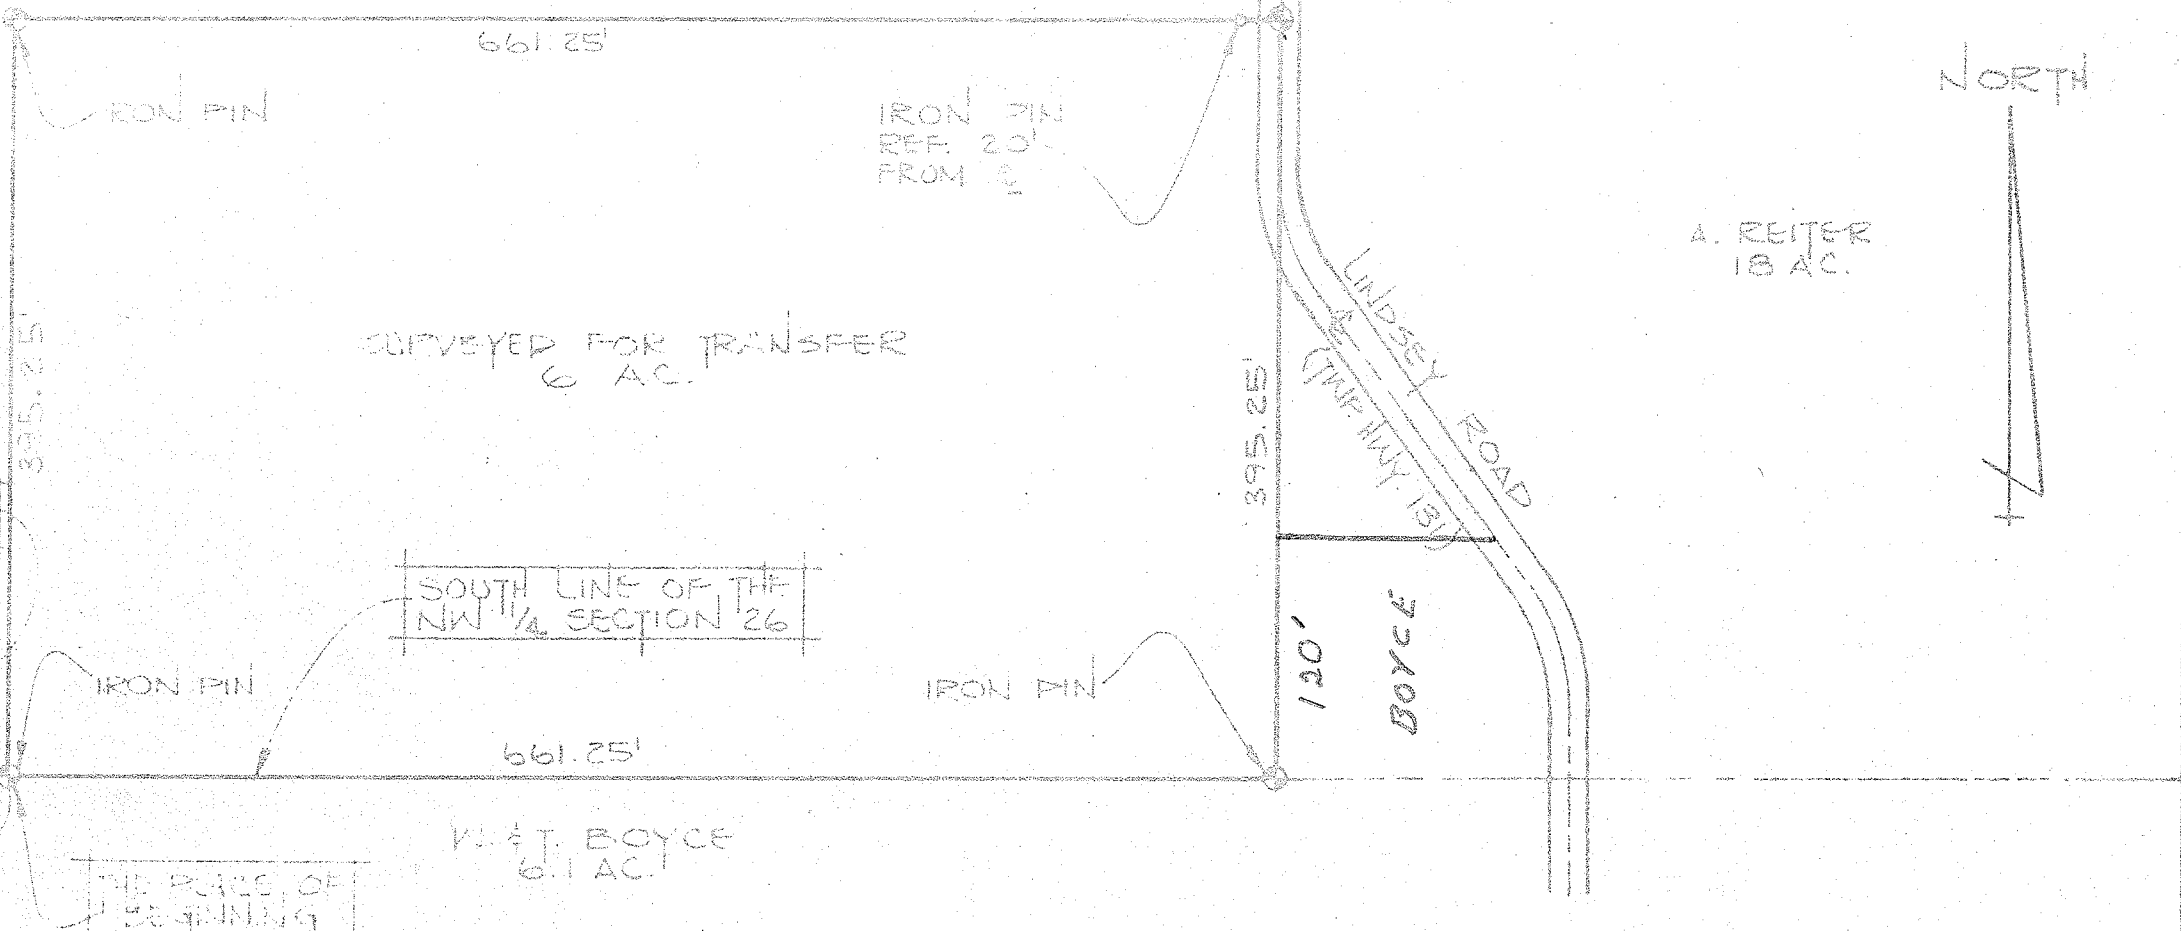 661.25'
NORTH
IRON PIN
IRON PIN
REF. 20'
FROM ℄
A. REITER
18 AC.
LINDSEY ROAD
(TWP. HWY. 131)
395.25'
SURVEYED FOR TRANSFER
6 AC.
395.25'
SOUTH LINE OF THE
NW 1/4 SECTION 26
120'
BOYCE
IRON PIN
IRON PIN
661.25'
W. & T. BOYCE
6.1 AC.
PLACE OF
BEGINNING